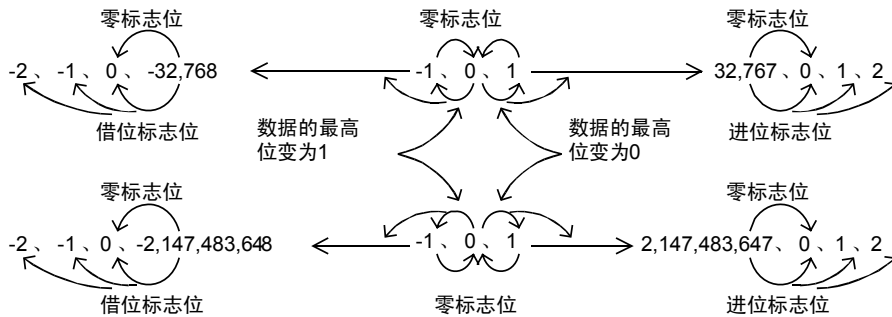 零标志位 零标志位 零标志位
-2、 -1、 0、 -32,768 -1、 0、 1 32,767、 0、 1、 2
借位标志位 数据的最高位变为1 数据的最高位变为0 进位标志位
零标志位 零标志位
-2、 -1、 0、 -2,147,483,648 -1、 0、 1 2,147,483,647、 0、 1、 2
借位标志位 零标志位 进位标志位